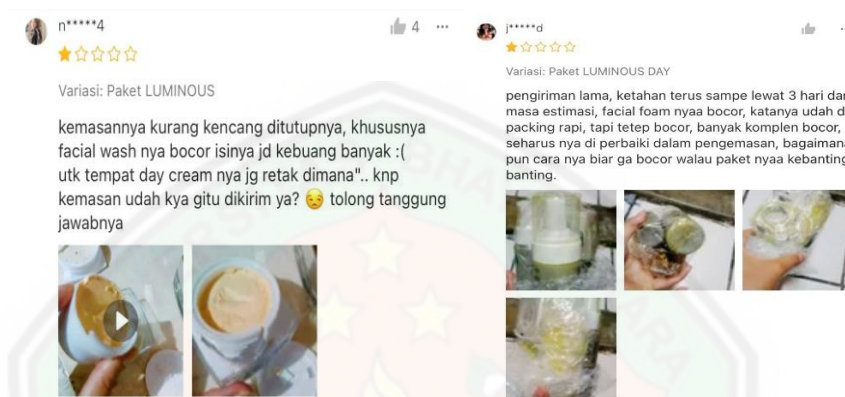 n*****4
4 ...
Variasi: Paket LUMINOUS
kemasannya kurang kencang ditutupnya, khususnya
facial wash nya bocor isinya jd kebuang banyak :(
utk tempat day cream nya jg retak dimana".. knp
kemasan udah kya gitu dikirim ya? 😔 tolong tanggung
jawabnya
j*****d
Variasi: Paket LUMINOUS DAY
pengiriman lama, ketahan terus sampe lewat 3 hari dar
masa estimasi, facial foam nyaa bocor, katanya udah d
packing rapi, tapi tetep bocor, banyak komplen bocor,
seharus nya di perbaiki dalam pengemasan, bagaimana
pun cara nya biar ga bocor walau paket nyaa kebanting
banting.